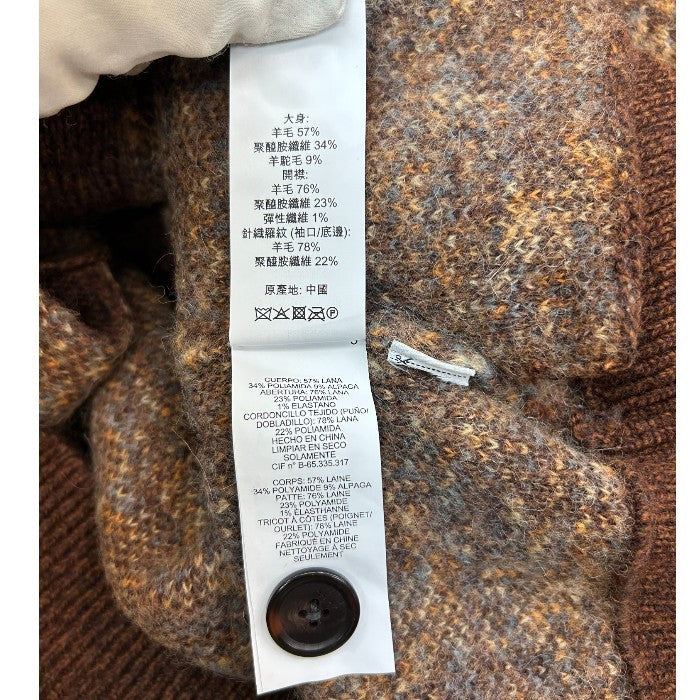 大身:
羊毛 57%
聚醯胺纖維 34%
羊駝毛 9%
開襟:
羊毛 76%
聚醯胺纖維 23%
彈性纖維 1%
針織羅紋 (袖口/底邊):
羊毛 78%
聚醯胺纖維 22%
原產地: 中國
CUERPO: 57% LANA
34% POLIAMIDA 9% ALPACA
ABERTURA: 76% LANA
23% POLIAMIDA
1% ELASTANO
CORDONCILLO TEJIDO (PUÑO/
DOBLADILLO): 78% LANA
22% POLIAMIDA
HECHO EN CHINA
LIMPIAR EN SECO
SOLAMENTE
CIF nº B-65.335.317
CORPS: 57% LAINE
34% POLYAMIDE 9% ALPAGA
PATTE: 76% LAINE
23% POLYAMIDE
1% ÉLASTHANNE
TRICOT À CÔTES (POIGNET/
OURLET): 78% LAINE
22% POLYAMIDE
FABRIQUÉ EN CHINE
NETTOYAGE À SEC
SEULEMENT